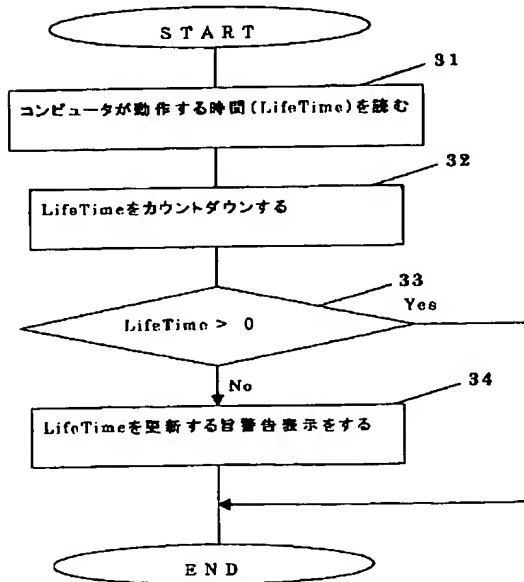 START
31
コンピュータが動作する時間(LifeTime)を読む
32
LifeTimeをカウントダウンする
33
LifeTime > 0
Yes
No
34
LifeTimeを更新する旨警告表示をする
END